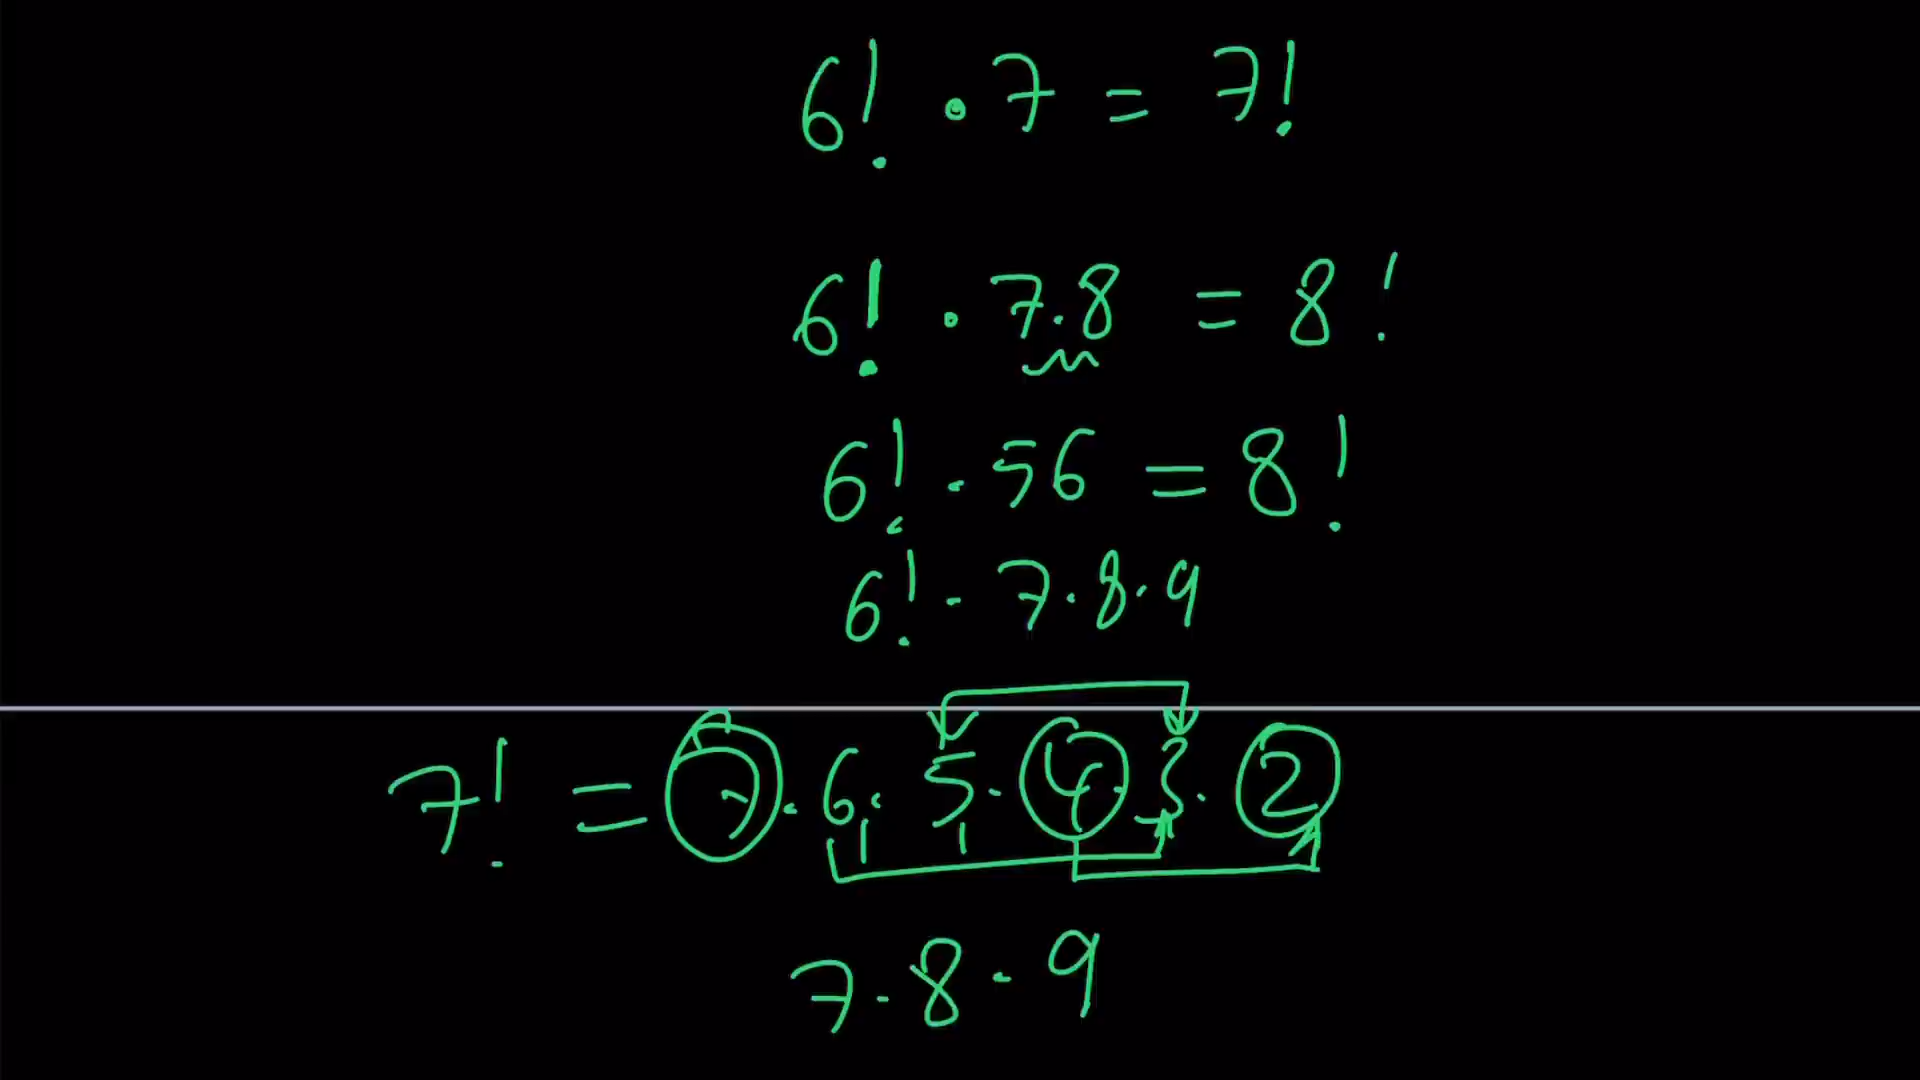 6! · 7 = 7!
6! · 7 · 8 = 8!
6! · 56 = 8!
6! · 7 · 8 · 9
7! = 7 · 6 · 5 · 4 · 3 · 2
7 · 8 · 9